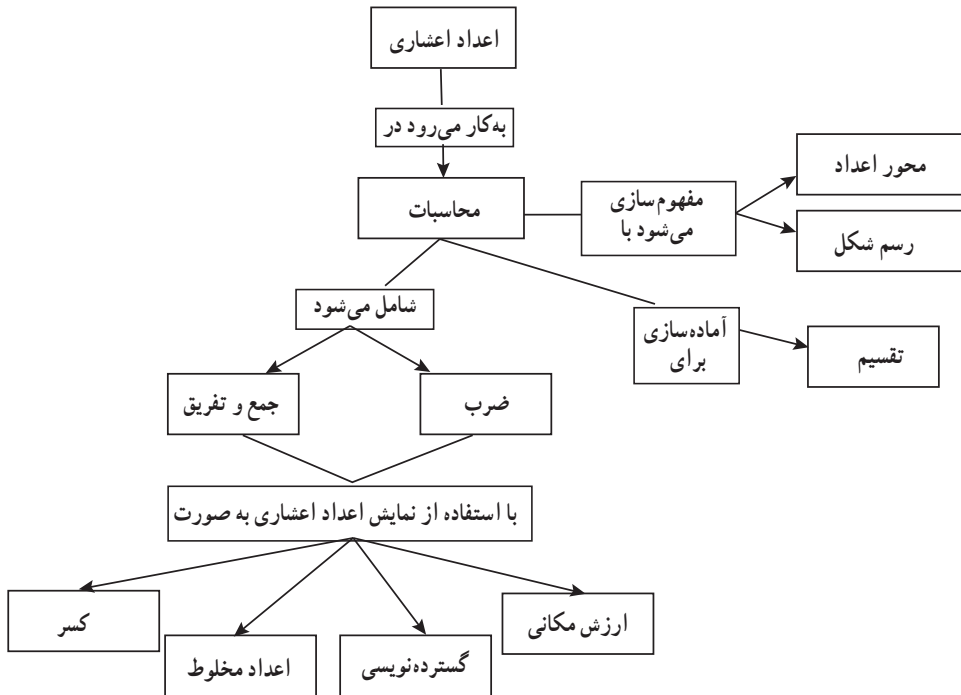 اعداد اعشاری
به‌کار می‌رود در
محاسبات
مفهوم‌سازی
می‌شود با
محور اعداد
رسم شکل
شامل می‌شود
آماده‌سازی
برای
تقسیم
جمع و تفریق
ضرب
با استفاده از نمایش اعداد اعشاری به صورت
ارزش مکانی
گسترده‌نویسی
اعداد مخلوط
کسر